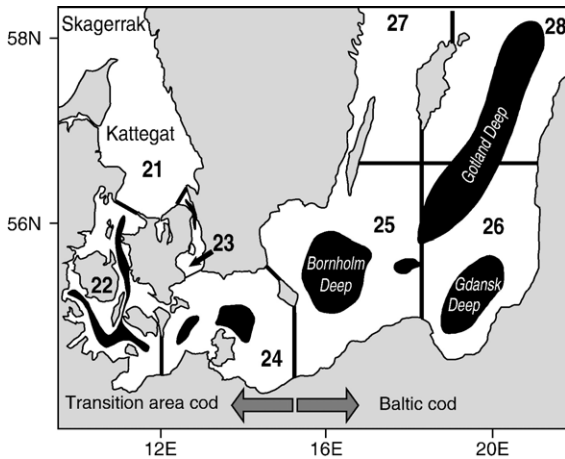 58N
Skagerrak
27
28
Kattegat
21
Gotland Deep
56N
23
25
26
22
Bornholm
Deep
Gdansk
Deep
24
Transition area cod
Baltic cod
12E
16E
20E